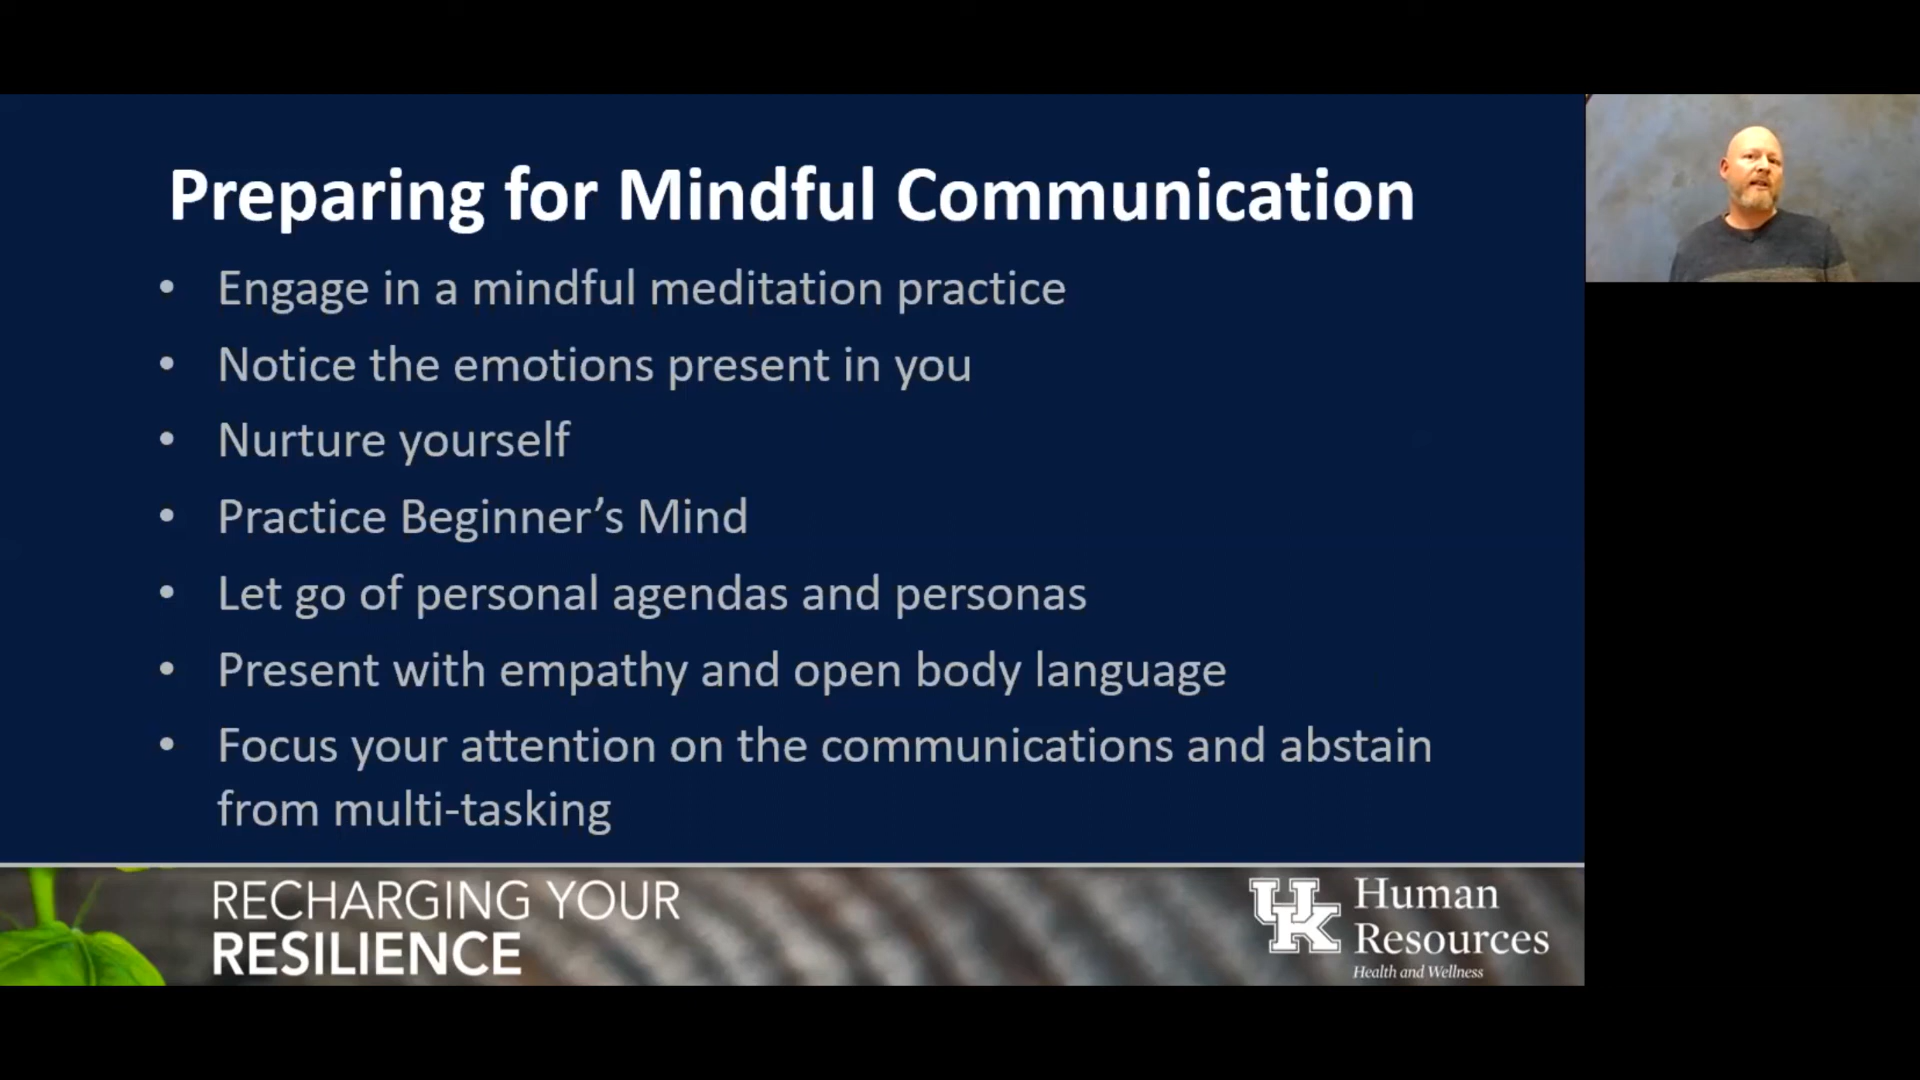 Preparing for Mindful Communication
• Engage in a mindful meditation practice
• Notice the emotions present in you
• Nurture yourself
• Practice Beginner’s Mind
• Let go of personal agendas and personas
• Present with empathy and open body language
• Focus your attention on the communications and abstain
from multi-tasking
RECHARGING YOUR
RESILIENCE
UK
Human
Resources
Health and Wellness